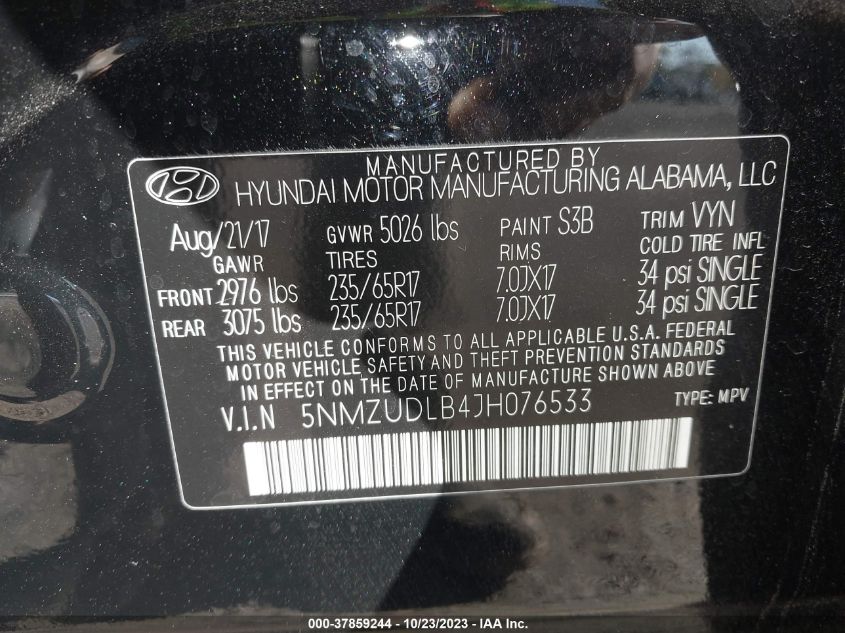 MANUFACTURED BY
HYUNDAI MOTOR MANUFACTURING ALABAMA, LLC
Aug/21/17 GVWR 5026 lbs PAINT S3B TRIM VYN
GAWR TIRES RIMS COLD TIRE INFL
FRONT 2976 lbs 235/65R17 7.0JX17 34 psi SINGLE
REAR 3075 lbs 235/65R17 7.0JX17 34 psi SINGLE
THIS VEHICLE CONFORMS TO ALL APPLICABLE U.S.A. FEDERAL
MOTOR VEHICLE SAFETY AND THEFT PREVENTION STANDARDS
IN EFFECT ON THE DATE OF MANUFACTURE SHOWN ABOVE.
V.I.N 5NMZUDLB4JH076533 TYPE: MPV
000-37859244 - 10/23/2023 - IAA Inc.